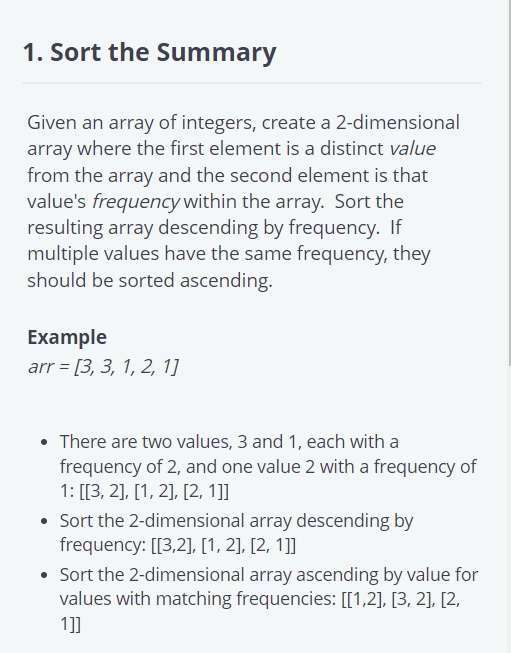 1. Sort the Summary
Given an array of integers, create a 2-dimensional
array where the first element is a distinct value
from the array and the second element is that
value's frequency within the array.  Sort the
resulting array descending by frequency.  If
multiple values have the same frequency, they
should be sorted ascending.
Example
arr = [3, 3, 1, 2, 1]
• There are two values, 3 and 1, each with a
frequency of 2, and one value 2 with a frequency of
1: [[3, 2], [1, 2], [2, 1]]
• Sort the 2-dimensional array descending by
frequency: [[3,2], [1, 2], [2, 1]]
• Sort the 2-dimensional array ascending by value for
values with matching frequencies: [[1,2], [3, 2], [2,
1]]